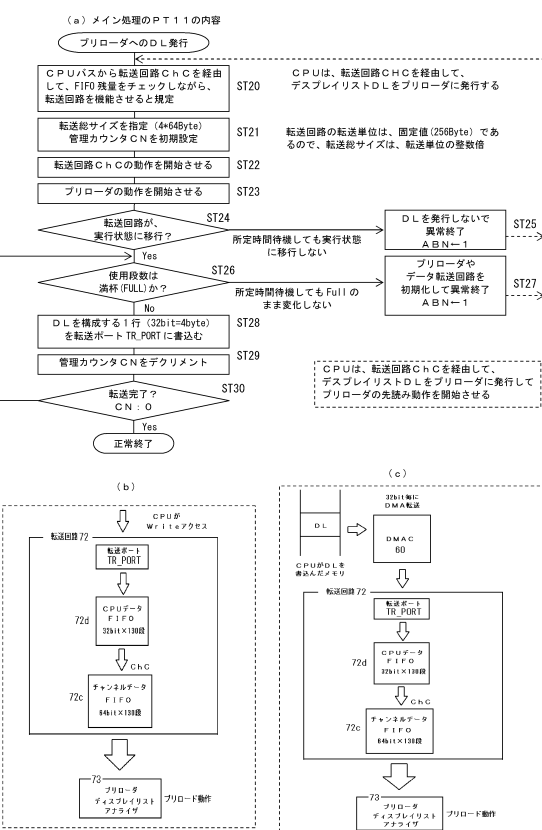 (a) メイン処理のPT11の内容
プリローダへのDL発行
CPUバスから転送回路ChCを経由
して、FIFO残量をチェックしながら、
転送回路を機能させると規定
ST20
CPUは、転送回路CHCを経由して、
デスプレイリストDLをプリローダに発行する
転送総サイズを指定 (4*64Byte)
管理カウンタCNを初期設定
ST21
転送回路の転送単位は、固定値(256Byte) であ
るので、転送総サイズは、転送単位の整数倍
転送回路ChCの動作を開始させる
ST22
プリローダの動作を開始させる
ST23
転送回路が、
実行状態に移行?
ST24
所定時間待機しても実行状態
に移行しない
DLを発行しないで
異常終了
ABN←1
ST25
Yes
使用段数は
満杯(FULL)か?
ST26
所定時間待機してもFullの
まま変化しない
プリローダや
データ転送回路を
初期化して異常終了
ABN←1
ST27
No
DLを構成する1行 (32bit=4byte)
を転送ポートTR_PORTに書込む
ST28
管理カウンタCNをデクリメント
ST29
転送完了?
CN:0
ST30
Yes
正常終了
CPUは、転送回路ChCを経由して、
デスプレイリストDLをプリローダに発行して
プリローダの先読み動作を開始させる
(b)
CPUが
Writeアクセス
転送回路72
転送ポート
TR_PORT
72d
CPUデータ
FIFO
32bit×130段
ChC
72c
チャンネルデータ
FIFO
64bit×130段
73
プリローダ
ディスプレイリスト
アナライザ
プリロード動作
(c)
DL
CPUがDLを
書込んだメモリ
32bit毎に
DMA転送
DMAC
60
転送回路72
転送ポート
TR_PORT
72d
CPUデータ
FIFO
32bit×130段
ChC
72c
チャンネルデータ
FIFO
64bit×130段
73
プリローダ
ディスプレイリスト
アナライザ
プリロード動作